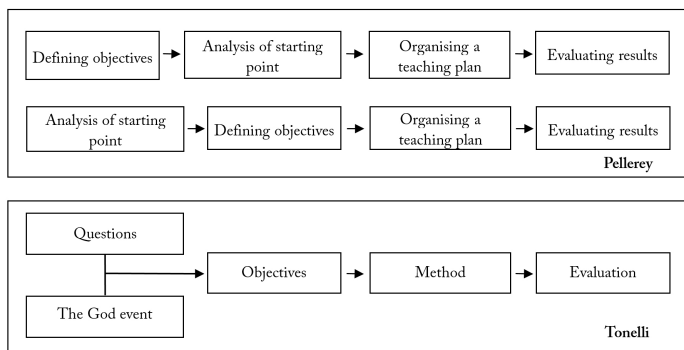 Defining objectives
Analysis of starting
point
Organising a
teaching plan
Evaluating results
Analysis of starting
point
Defining objectives
Organising a
teaching plan
Evaluating results
Pellerey
Questions
The God event
Objectives
Method
Evaluation
Tonelli